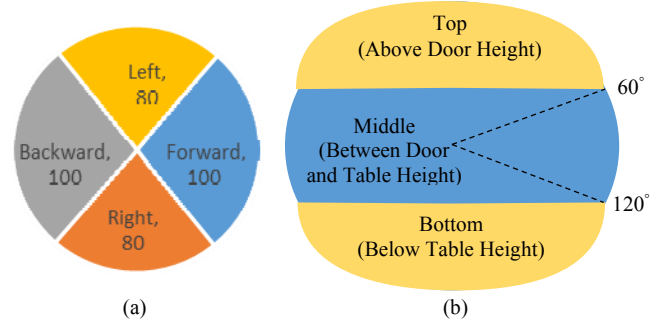 Left,
80
Backward,
100
Forward,
100
Right,
80
(a)
Top
(Above Door Height)
60°
Middle
(Between Door
and Table Height)
120°
Bottom
(Below Table Height)
(b)